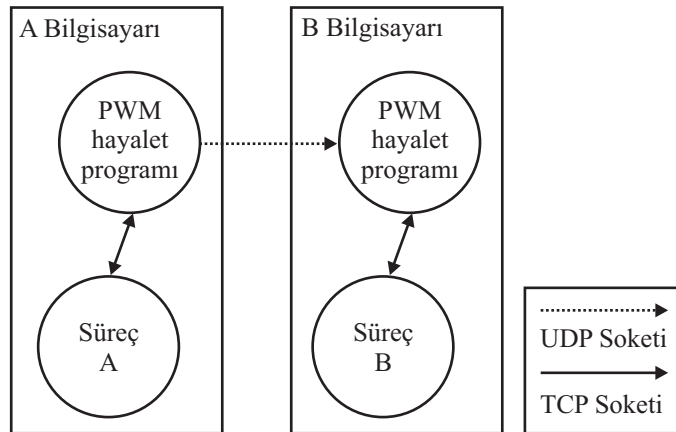 A Bilgisayarı
PWM
hayalet
programı
Süreç
A
B Bilgisayarı
PWM
hayalet
programı
Süreç
B
UDP Soketi
TCP Soketi